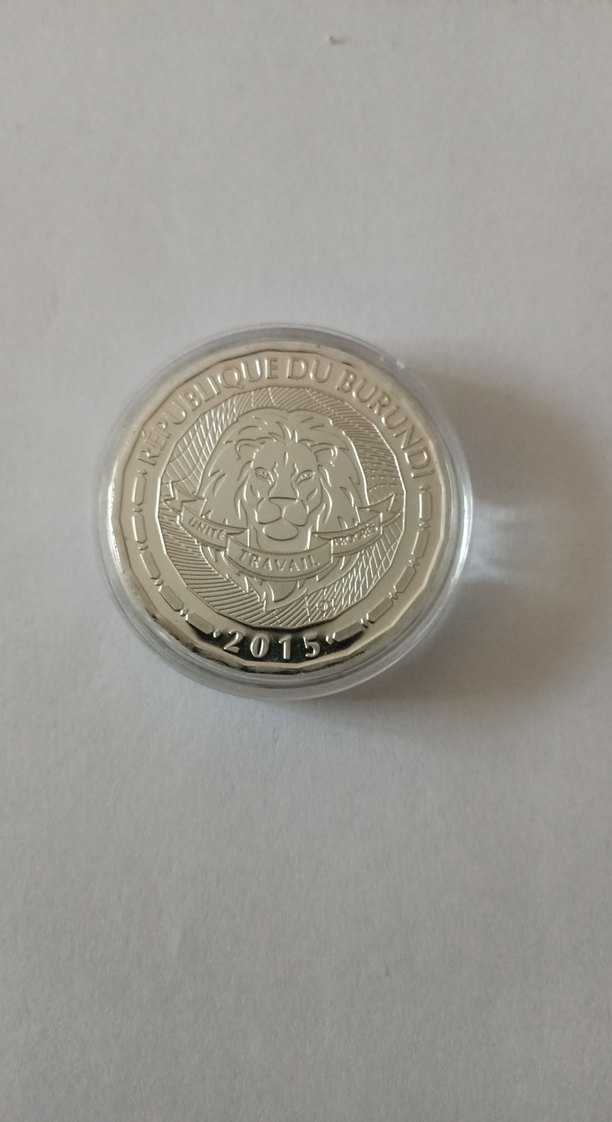 RÉPUBLIQUE DU BURUNDI
UNITÉ TRAVAIL PROGRÈS
2015